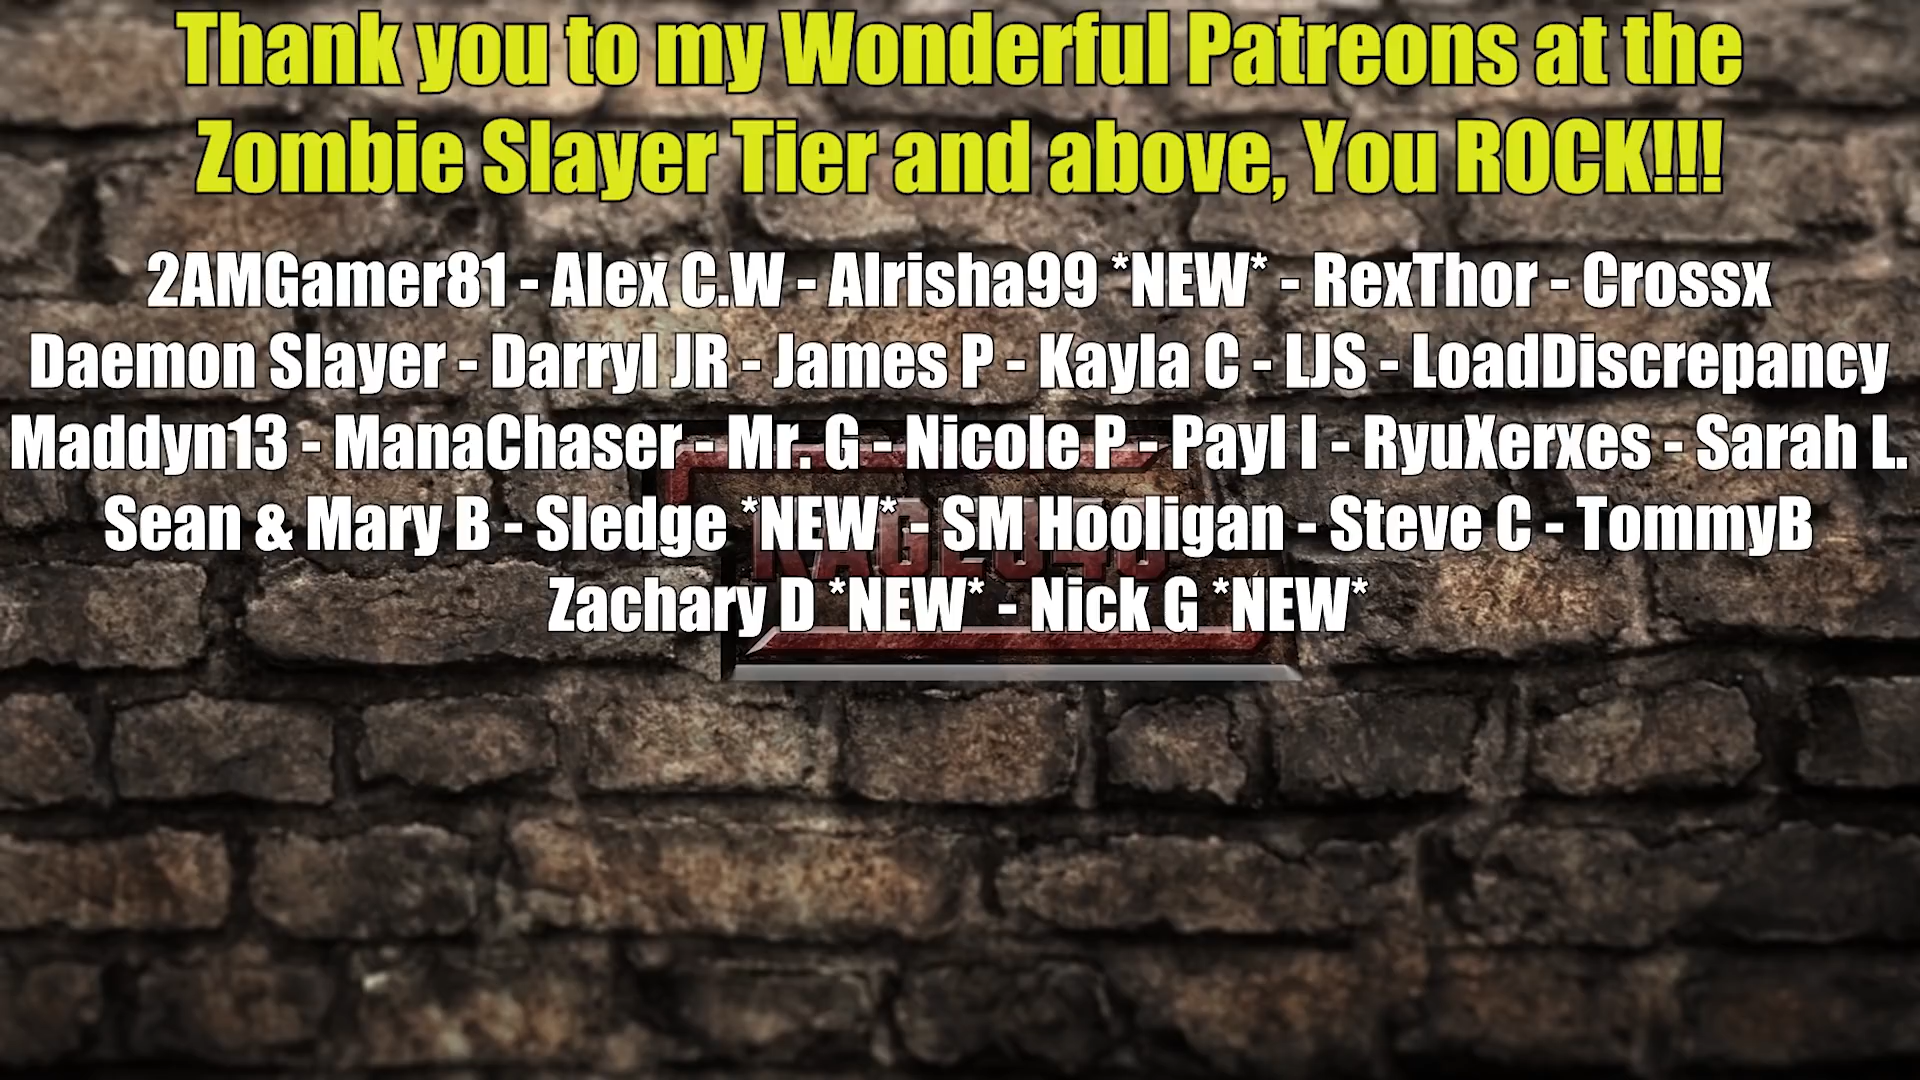 Thank you to my Wonderful Patreons at the
Zombie Slayer Tier and above, You ROCK!!!
2AMGamer81 - Alex C.W - Alrisha99 *NEW* - RexThor - Crossx
Daemon Slayer - Darryl JR - James P - Kayla C - LJS - LoadDiscrepancy
Maddyn13 - ManaChaser - Mr. G - Nicole P - Payl I - RyuXerxes - Sarah L.
Sean & Mary B - Sledge *NEW* - SM Hooligan - Steve C - TommyB
Zachary D *NEW* - Nick G *NEW*